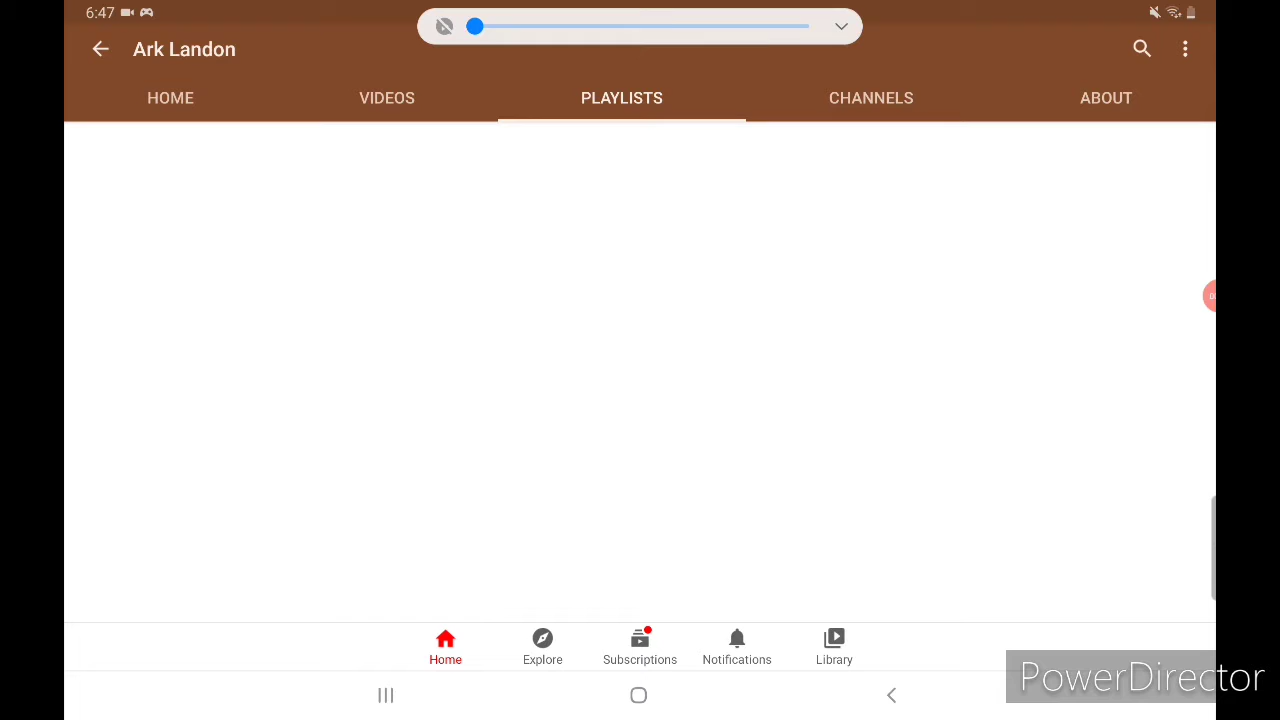 6:47
Ark Landon
HOME VIDEOS PLAYLISTS CHANNELS ABOUT
Home Explore Subscriptions Notifications Library
PowerDirector